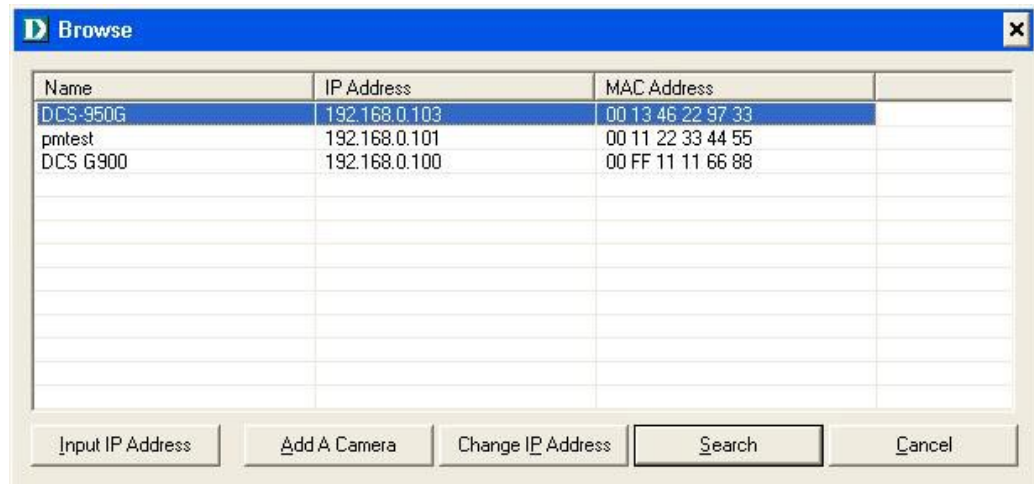 D Browse
Name IP Address MAC Address
DCS-950G 192.168.0.103 00 13 46 22 97 33
pmtest 192.168.0.101 00 11 22 33 44 55
DCS G900 192.168.0.100 00 FF 11 11 66 88
Input IP Address Add A Camera Change IP Address Search Cancel